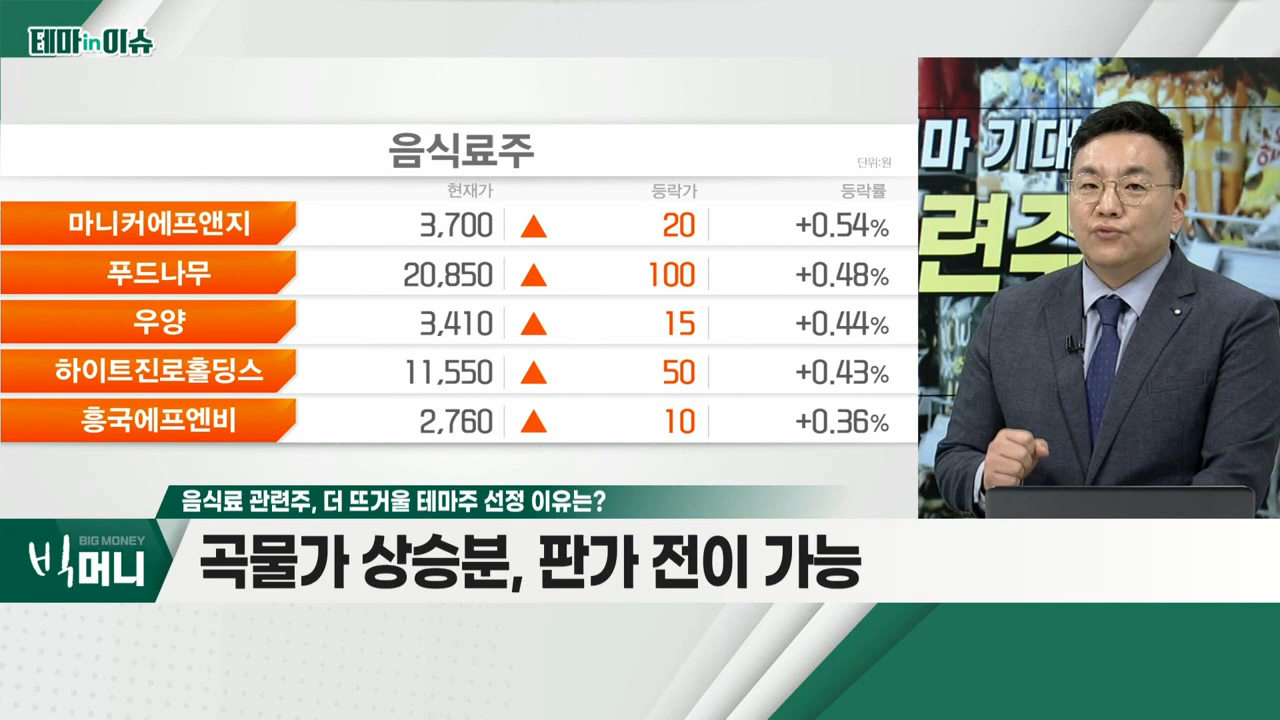 테마in이슈
음식료주
단위:원
현재가 등락가 등락률
마니커에프앤지 3,700 ▲ 20 +0.54%
푸드나무 20,850 ▲ 100 +0.48%
우양 3,410 ▲ 15 +0.44%
하이트진로홀딩스 11,550 ▲ 50 +0.43%
흥국에프엔비 2,760 ▲ 10 +0.36%
마 기대
련주
음식료 관련주, 더 뜨거울 테마주 선정 이유는?
BIG MONEY
빅머니
곡물가 상승분, 판가 전이 가능